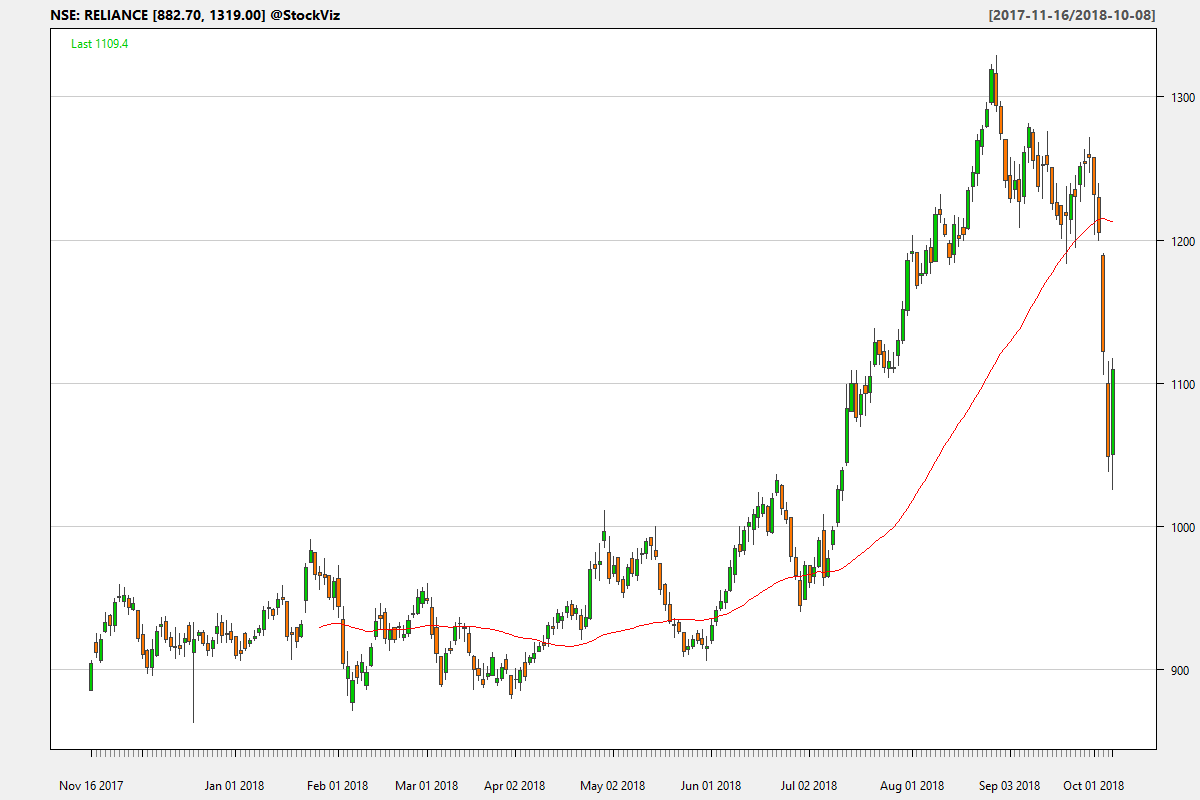 NSE: RELIANCE [882.70, 1319.00] @StockViz
[2017-11-16/2018-10-08]
Last 1109.4
1300
1200
1100
1000
900
Nov 16 2017 Jan 01 2018 Feb 01 2018 Mar 01 2018 Apr 02 2018 May 02 2018 Jun 01 2018 Jul 02 2018 Aug 01 2018 Sep 03 2018 Oct 01 2018